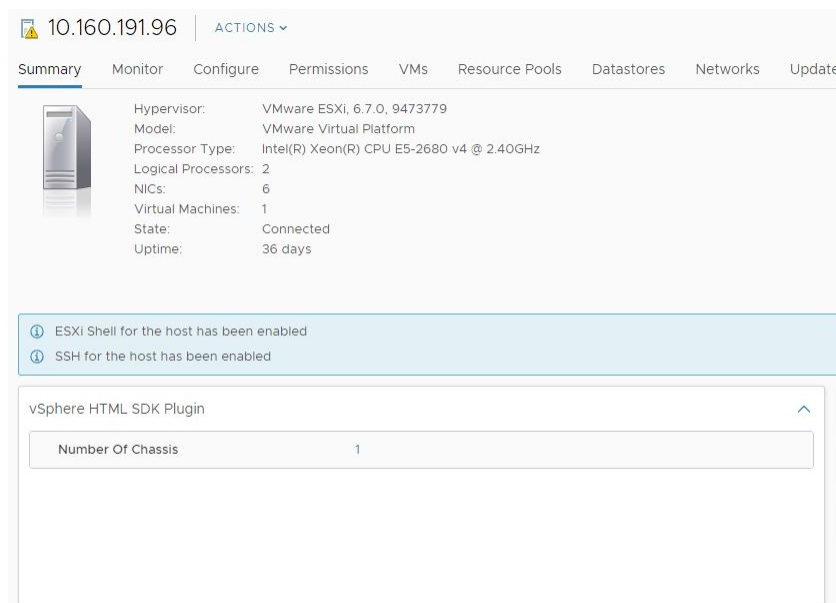 10.160.191.96 ACTIONS
Summary Monitor Configure Permissions VMs Resource Pools Datastores Networks Update
Hypervisor: VMware ESXi, 6.7.0, 9473779
Model: VMware Virtual Platform
Processor Type: Intel(R) Xeon(R) CPU E5-2680 v4 @ 2.40GHz
Logical Processors: 2
NICs: 6
Virtual Machines: 1
State: Connected
Uptime: 36 days
ESXi Shell for the host has been enabled
SSH for the host has been enabled
vSphere HTML SDK Plugin
Number Of Chassis 1